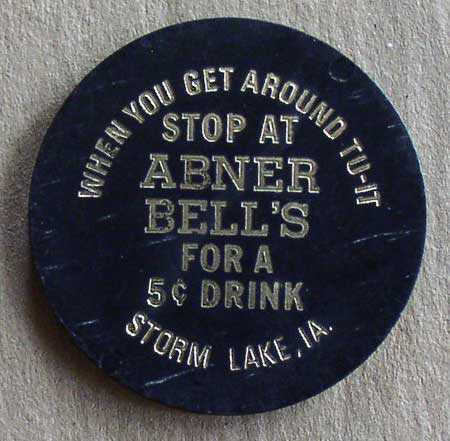 WHEN YOU GET AROUND TU-IT
STOP AT
ABNER
BELL'S
FOR A
5¢ DRINK
STORM LAKE, IA.